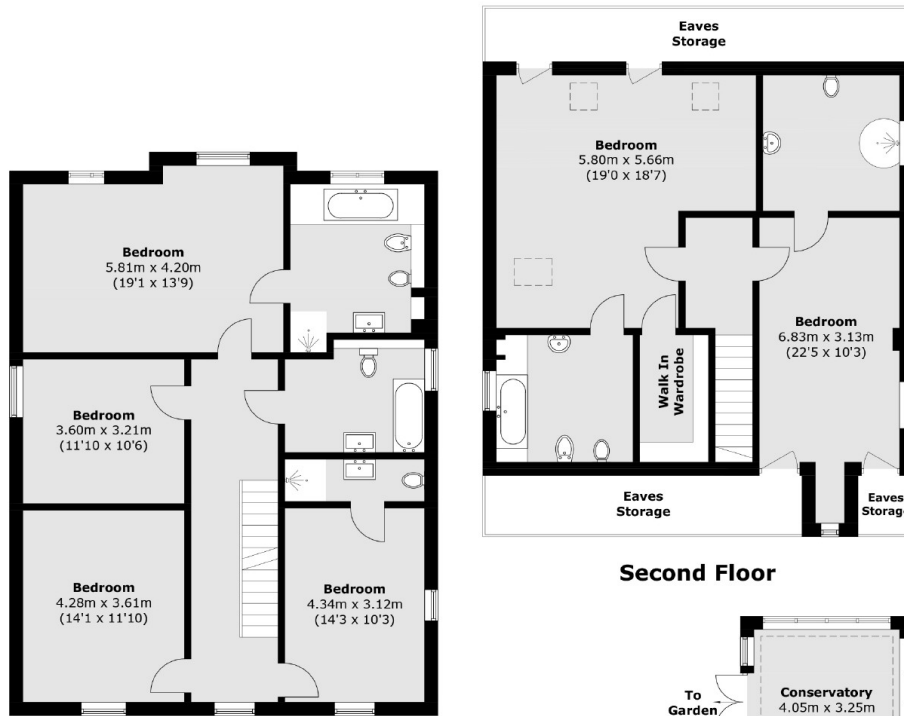 Bedroom
5.81m x 4.20m
(19'1 x 13'9)
Bedroom
3.60m x 3.21m
(11'10 x 10'6)
Bedroom
4.28m x 3.61m
(14'1 x 11'10)
Bedroom
4.34m x 3.12m
(14'3 x 10'3)
Eaves
Storage
Bedroom
5.80m x 5.66m
(19'0 x 18'7)
Bedroom
6.83m x 3.13m
(22'5 x 10'3)
Walk In
Wardrobe
Eaves
Storage
Eaves
Storage
Second Floor
To
Garden
Conservatory
4.05m x 3.25m